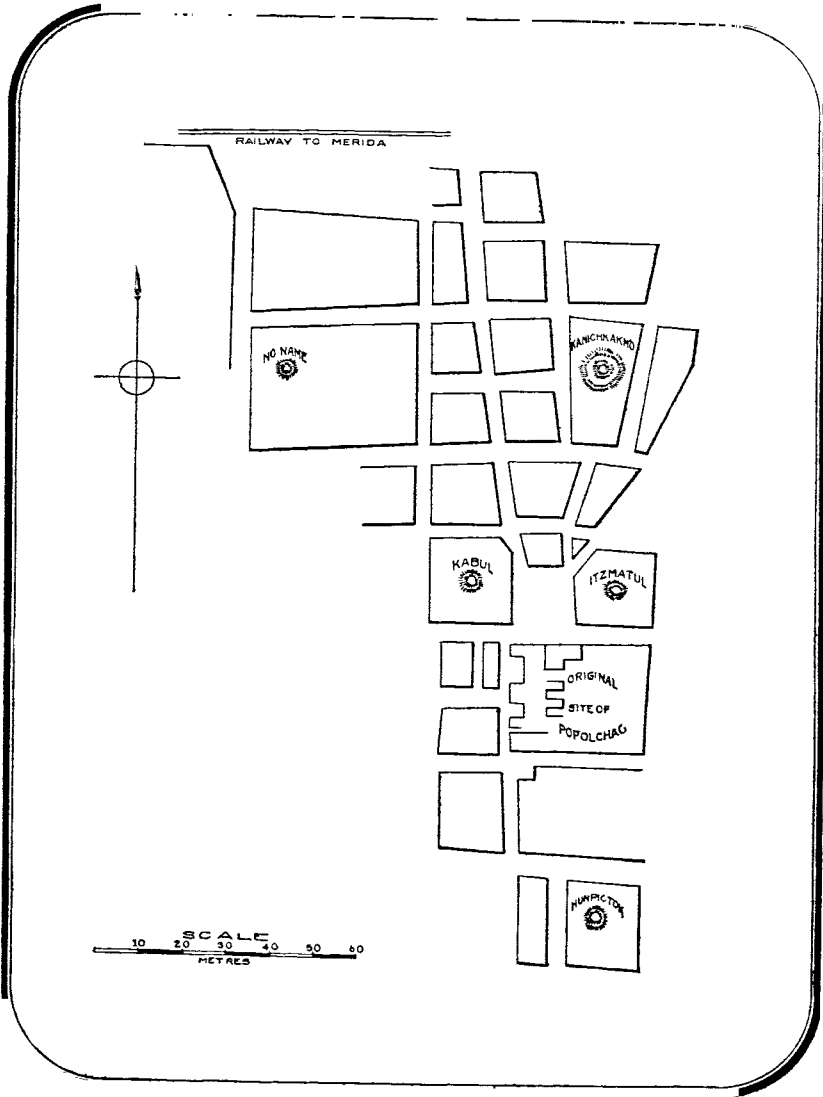 RAILWAY TO MERIDA
NO NAME
KANICHKAKMO
KABUL
ITZMATUL
ORIGINAL
SITE OF
POPOLCHAC
HUNPICTOK
SCALE
10 20 30 40 50 60
METRES